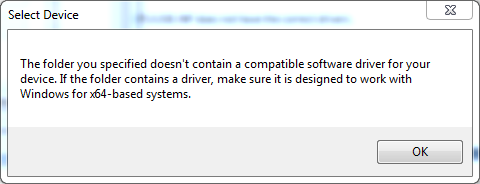 Select Device
The folder you specified doesn't contain a compatible software driver for your
device. If the folder contains a driver, make sure it is designed to work with
Windows for x64-based systems.
OK